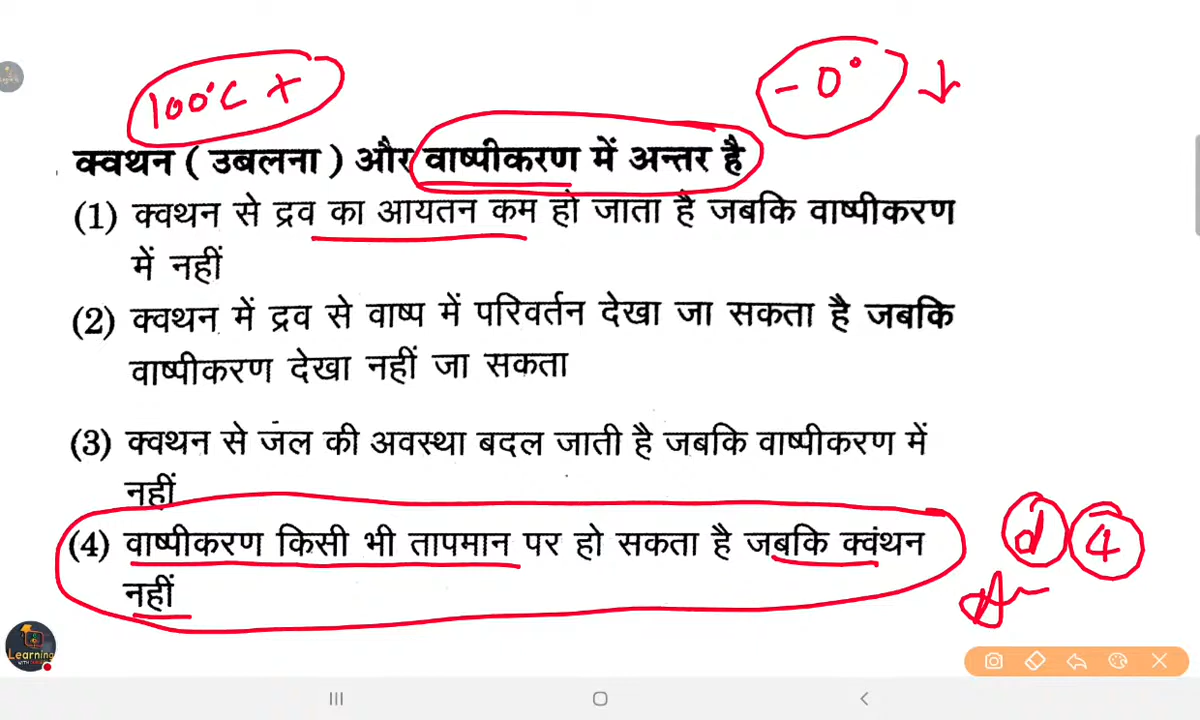 100°C +
- 0° ↓
क्वथन ( उबलना ) और वाष्पीकरण में अन्तर है
(1) क्वथन से द्रव का आयतन कम हो जाता है जबकि वाष्पीकरण
में नहीं
(2) क्वथन में द्रव से वाष्प में परिवर्तन देखा जा सकता है जबकि
वाष्पीकरण देखा नहीं जा सकता
(3) क्वथन से जल की अवस्था बदल जाती है जबकि वाष्पीकरण में
नहीं
(4) वाष्पीकरण किसी भी तापमान पर हो सकता है जबकि क्वंथन
नहीं
d 4
Learning